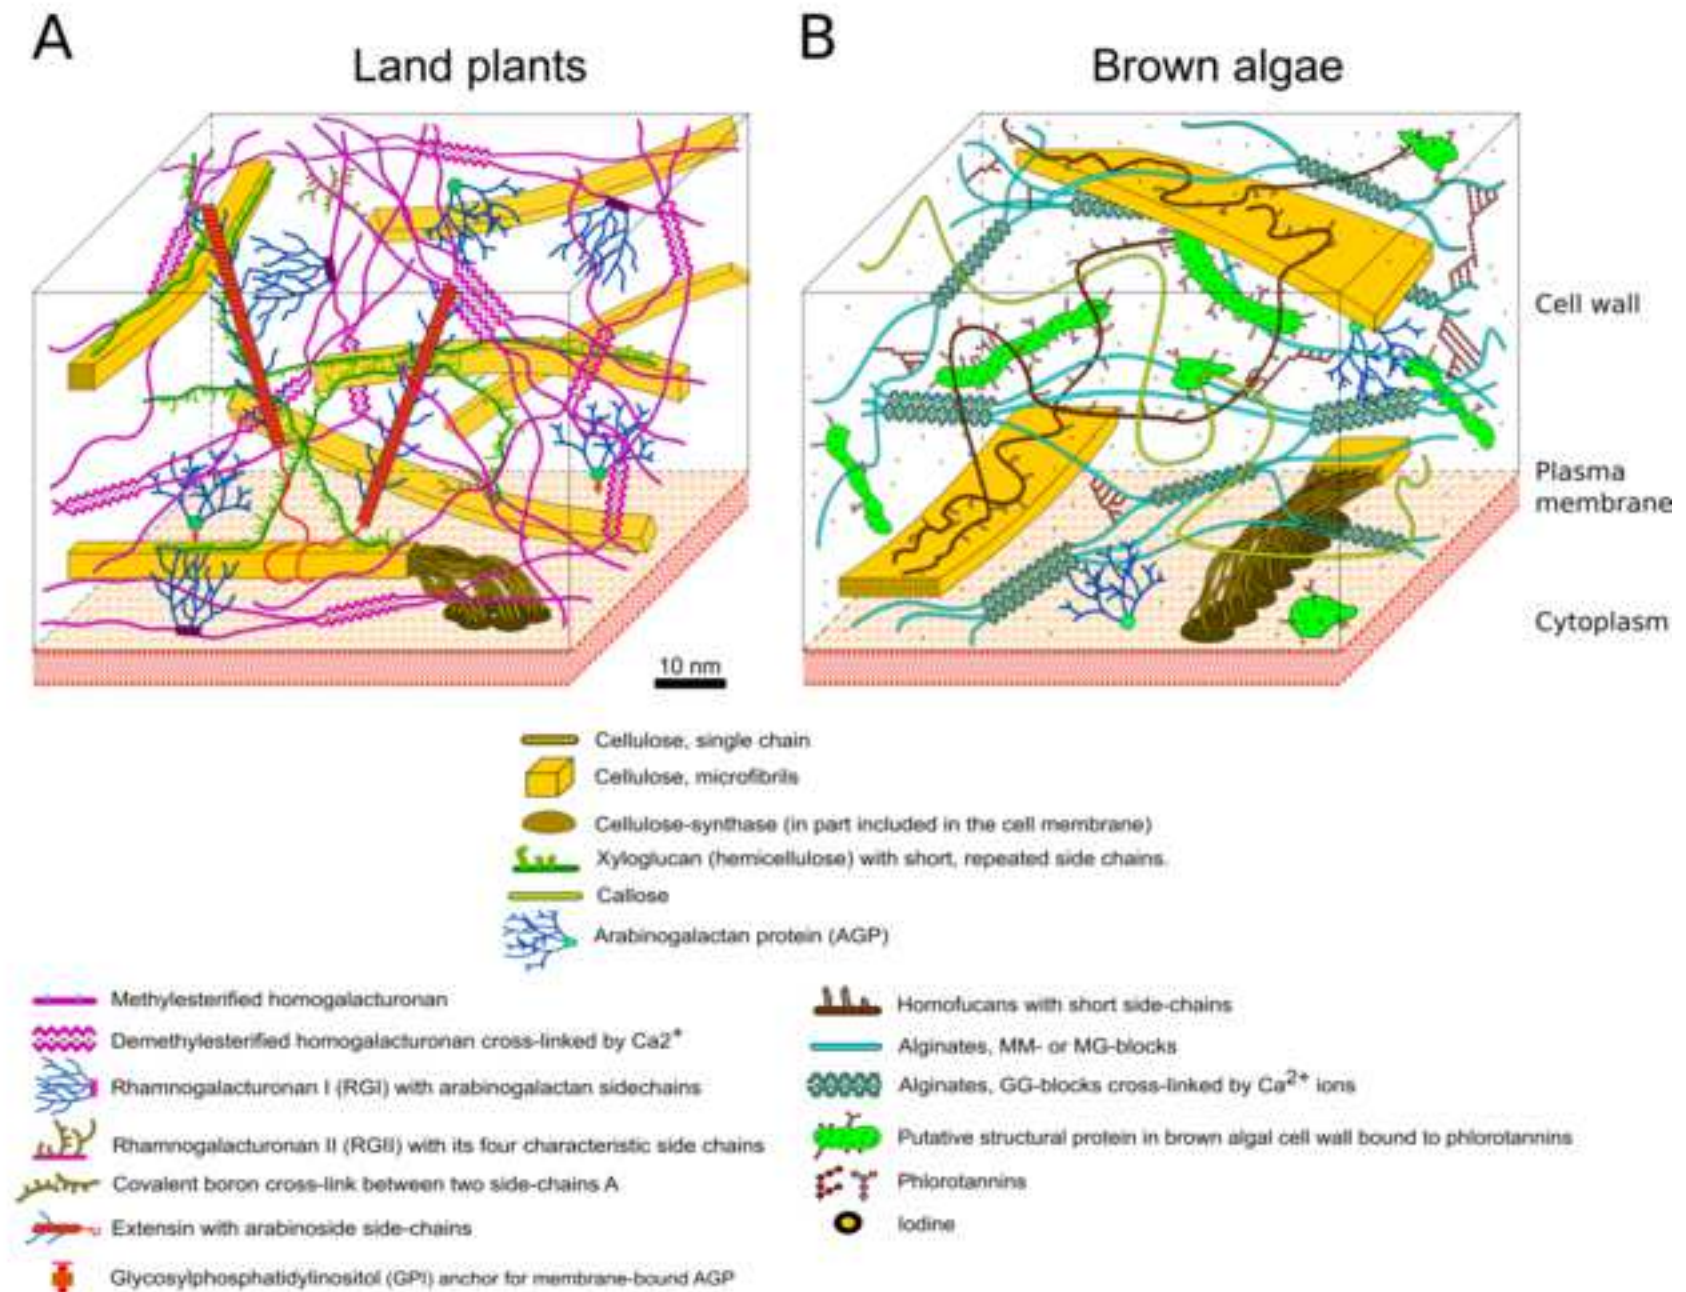 A
Land plants
B
Brown algae
Cell wall
Plasma
membrane
Cytoplasm
10 nm
Cellulose, single chain
Cellulose, microfibrils
Cellulose-synthase (in part included in the cell membrane)
Xyloglucan (hemicellulose) with short, repeated side chains.
Callose
Arabinogalactan protein (AGP)
Methylesterified homogalacturonan
Demethylesterified homogalacturonan cross-linked by Ca2+
Rhamnogalacturonan I (RGI) with arabinogalactan sidechains
Rhamnogalacturonan II (RGII) with its four characteristic side chains
Covalent boron cross-link between two side-chains A
Extensin with arabinoside side-chains
Glycosylphosphatidylinositol (GPI) anchor for membrane-bound AGP
Homofucans with short side-chains
Alginates, MM- or MG-blocks
Alginates, GG-blocks cross-linked by Ca2+ ions
Putative structural protein in brown algal cell wall bound to phlorotannins
Phlorotannins
Iodine